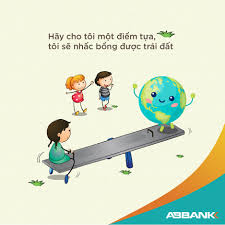 Hãy cho tôi một điểm tựa,
tôi sẽ nhấc bổng được trái đất
ABBANK